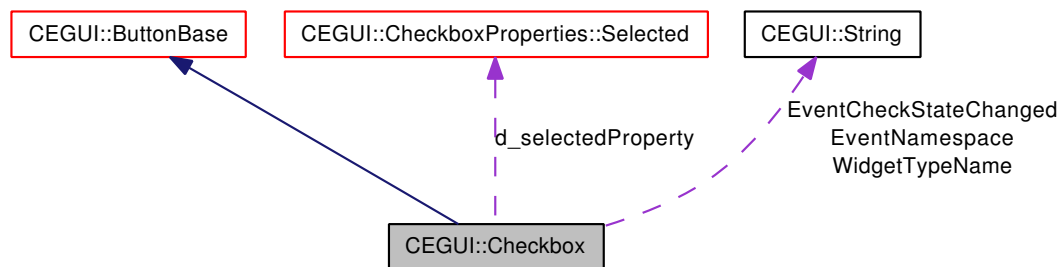 CEGUI::ButtonBase
CEGUI::CheckboxProperties::Selected
CEGUI::String
d_selectedProperty
EventCheckStateChanged
EventNamespace
WidgetTypeName
CEGUI::Checkbox